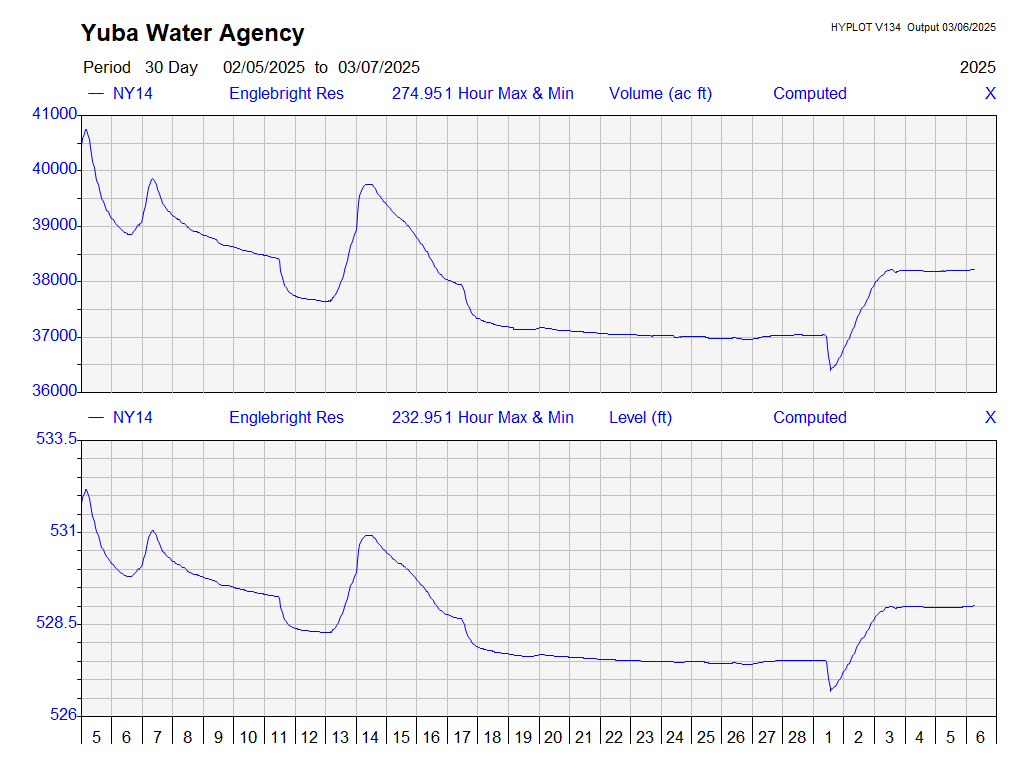 Yuba Water Agency HYPLOT V134 Output 03/06/2025
Period 30 Day 02/05/2025 to 03/07/2025 2025
NY14 Englebright Res 274.951 Hour Max & Min Volume (ac ft) Computed X
41000
40000
39000
38000
37000
36000
NY14 Englebright Res 232.951 Hour Max & Min Level (ft) Computed X
533.5
531
528.5
526
5 6 7 8 9 10 11 12 13 14 15 16 17 18 19 20 21 22 23 24 25 26 27 28 1 2 3 4 5 6